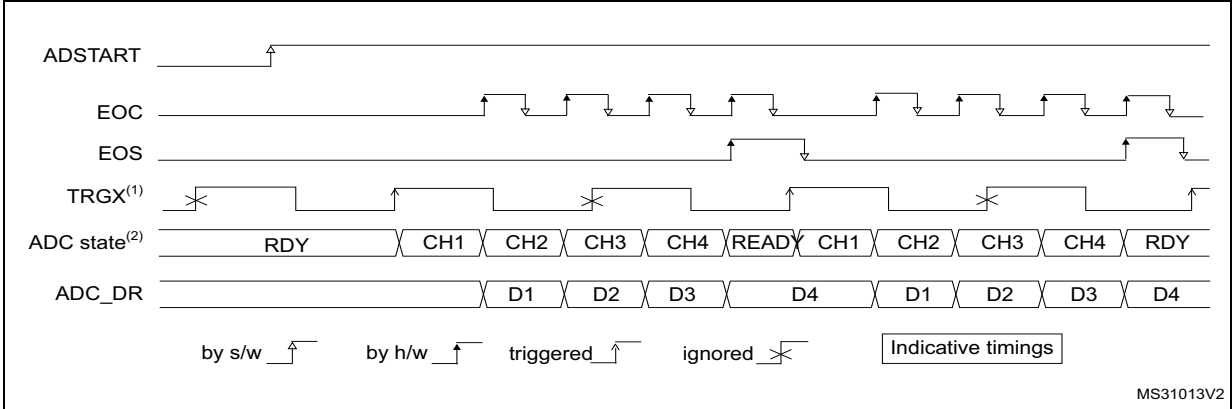 ADSTART
EOC
EOS
TRGX(1)
ADC state(2) RDY CH1 CH2 CH3 CH4 READY CH1 CH2 CH3 CH4 RDY
ADC_DR D1 D2 D3 D4 D1 D2 D3 D4
by s/w by h/w triggered ignored Indicative timings
MS31013V2